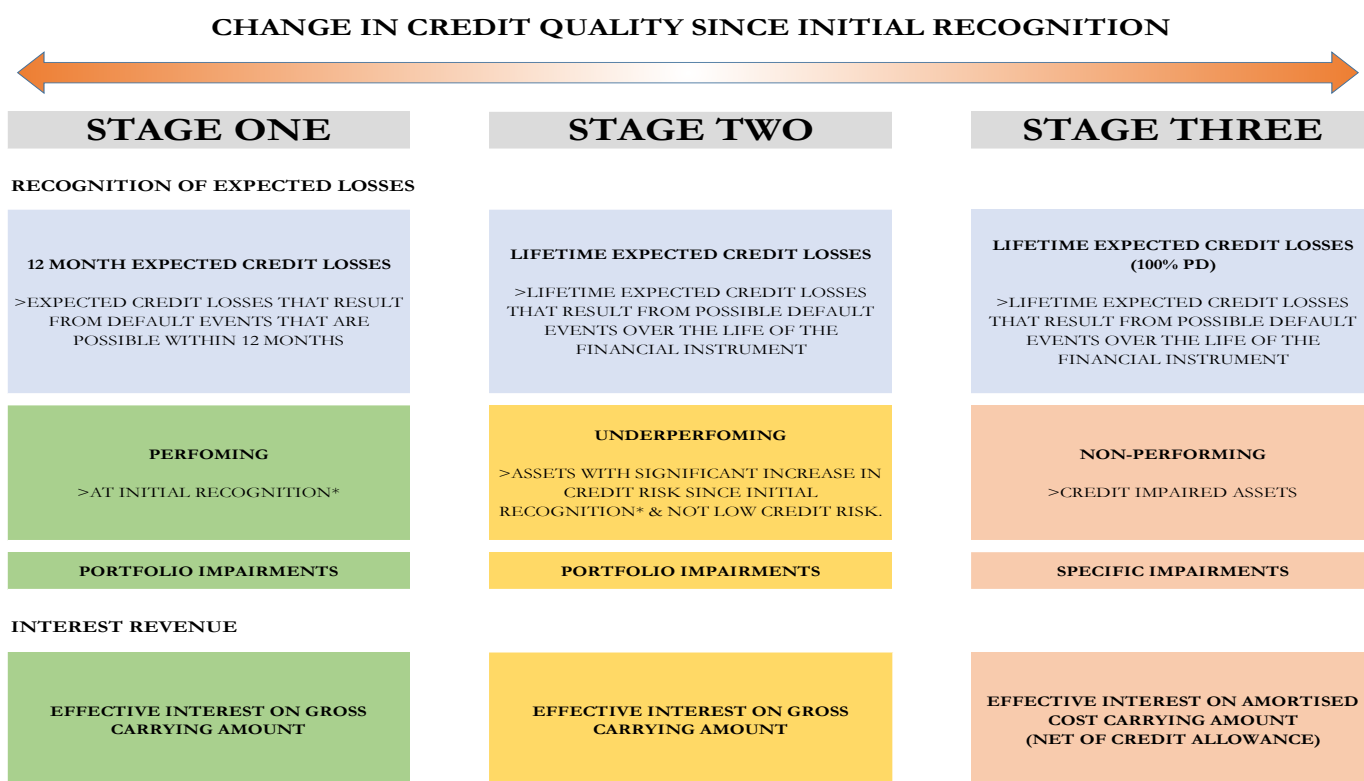 CHANGE IN CREDIT QUALITY SINCE INITIAL RECOGNITION
STAGE ONE
STAGE TWO
STAGE THREE
RECOGNITION OF EXPECTED LOSSES
12 MONTH EXPECTED CREDIT LOSSES
>EXPECTED CREDIT LOSSES THAT RESULT
FROM DEFAULT EVENTS THAT ARE
POSSIBLE WITHIN 12 MONTHS
LIFETIME EXPECTED CREDIT LOSSES
>LIFETIME EXPECTED CREDIT LOSSES
THAT RESULT FROM POSSIBLE DEFAULT
EVENTS OVER THE LIFE OF THE
FINANCIAL INSTRUMENT
LIFETIME EXPECTED CREDIT LOSSES
(100% PD)
>LIFETIME EXPECTED CREDIT LOSSES
THAT RESULT FROM POSSIBLE DEFAULT
EVENTS OVER THE LIFE OF THE
FINANCIAL INSTRUMENT
PERFOMING
>AT INITIAL RECOGNITION*
UNDERPERFOMING
>ASSETS WITH SIGNIFICANT INCREASE IN
CREDIT RISK SINCE INITIAL
RECOGNITION* & NOT LOW CREDIT RISK.
NON-PERFORMING
>CREDIT IMPAIRED ASSETS
PORTFOLIO IMPAIRMENTS
PORTFOLIO IMPAIRMENTS
SPECIFIC IMPAIRMENTS
INTEREST REVENUE
EFFECTIVE INTEREST ON GROSS
CARRYING AMOUNT
EFFECTIVE INTEREST ON GROSS
CARRYING AMOUNT
EFFECTIVE INTEREST ON AMORTISED
COST CARRYING AMOUNT
(NET OF CREDIT ALLOWANCE)